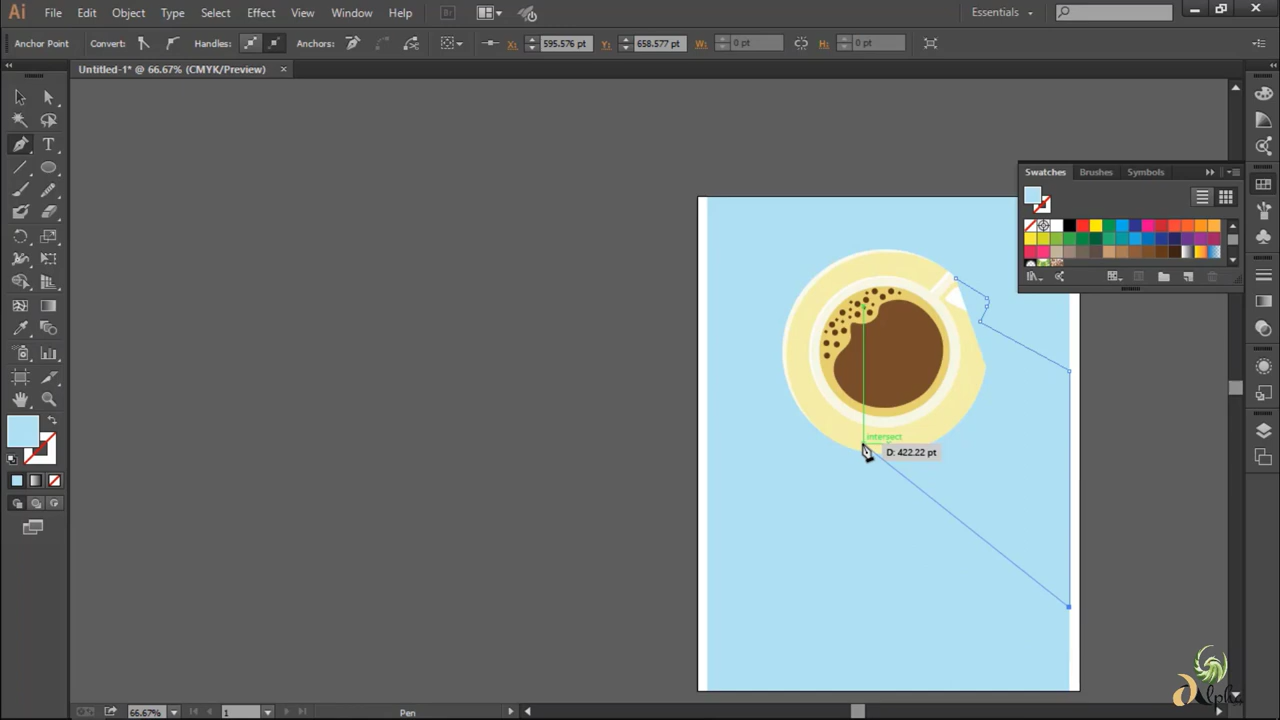 Ai File Edit Object Type Select Effect View Window Help Br Essentials
Anchor Point Convert: Handles: Anchors: X: 595.576 pt Y: 658.577 pt W: 0 pt H: 0 pt
Untitled-1* @ 66.67% (CMYK/Preview) ×
Swatches Brushes Symbols
T
intersect
D: 422.22 pt
Alpha
66.67% 1 Pen